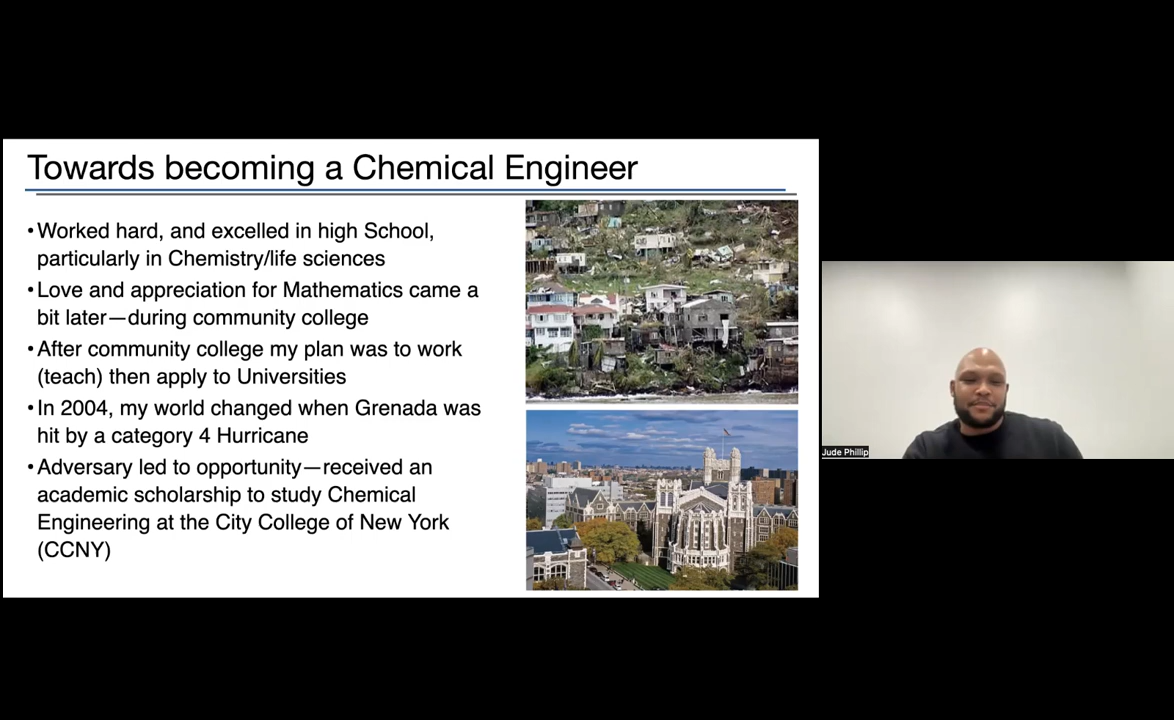 Towards becoming a Chemical Engineer
•Worked hard, and excelled in high School,
particularly in Chemistry/life sciences
•Love and appreciation for Mathematics came a
bit later—during community college
•After community college my plan was to work
(teach) then apply to Universities
•In 2004, my world changed when Grenada was
hit by a category 4 Hurricane
•Adversary led to opportunity—received an
academic scholarship to study Chemical
Engineering at the City College of New York
(CCNY)
Jude Phillip